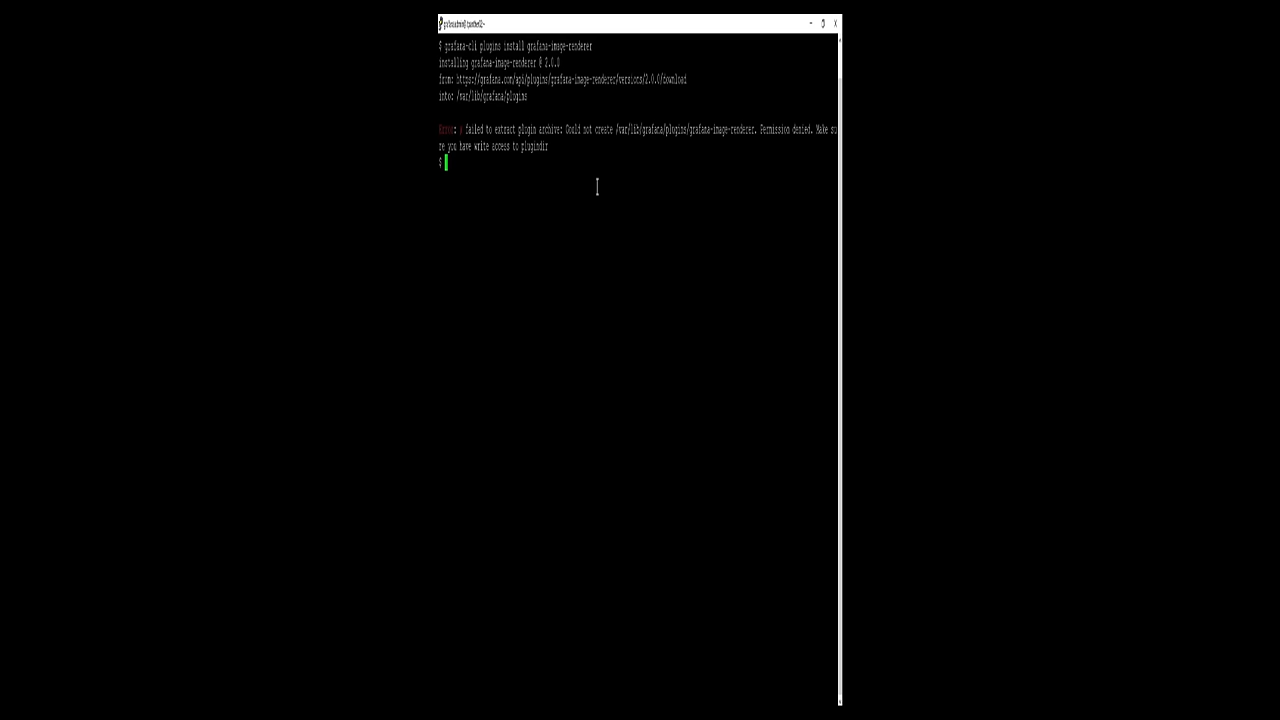 $ grafana-cli plugins install grafana-image-renderer
installing grafana-image-renderer @ 2.0.0
from: https://grafana.com/api/plugins/grafana-image-renderer/versions/2.0.0/download
into: /var/lib/grafana/plugins
Error: failed to extract plugin archive: Could not create /var/lib/grafana/plugins/grafana-image-renderer. Permission denied. Make su
re you have write access to plugindir
$